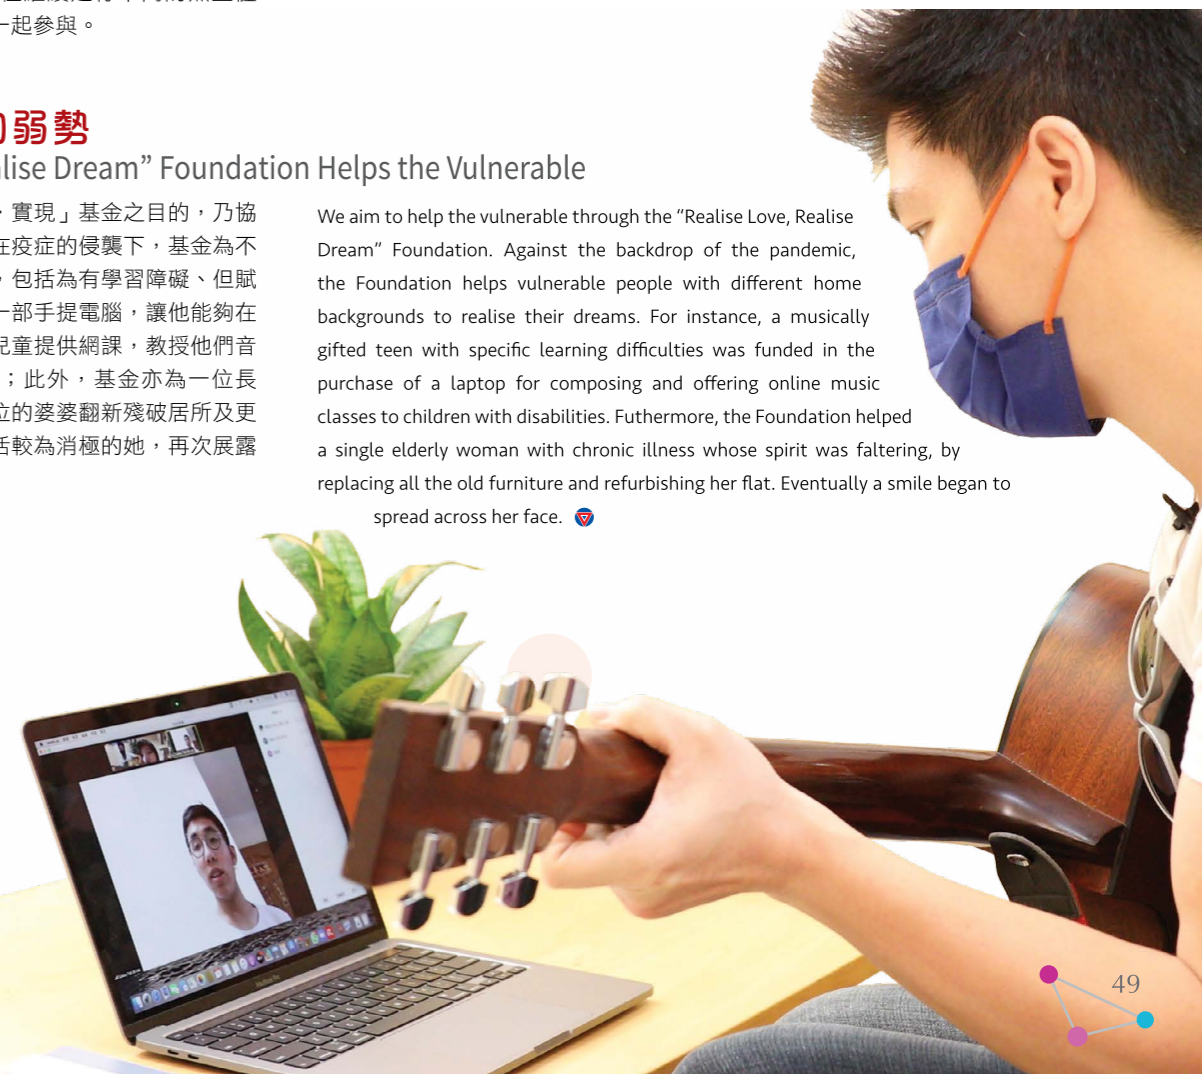 一起參與。
弱勢
alise Dream” Foundation Helps the Vulnerable
實現」基金之目的，乃協
在疫症的侵襲下，基金為不
，包括為有學習障礙、但賦
一部手提電腦，讓他能夠在
兒童提供網課，教授他們音
；此外，基金亦為一位長
位的婆婆翻新殘破居所及更
活較為消極的她，再次展露
We aim to help the vulnerable through the “Realise Love, Realise
Dream” Foundation. Against the backdrop of the pandemic,
the Foundation helps vulnerable people with different home
backgrounds to realise their dreams. For instance, a musically
gifted teen with specific learning difficulties was funded in the
purchase of a laptop for composing and offering online music
classes to children with disabilities. Futhermore, the Foundation helped
a single elderly woman with chronic illness whose spirit was faltering, by
replacing all the old furniture and refurbishing her flat. Eventually a smile began to
spread across her face.
49